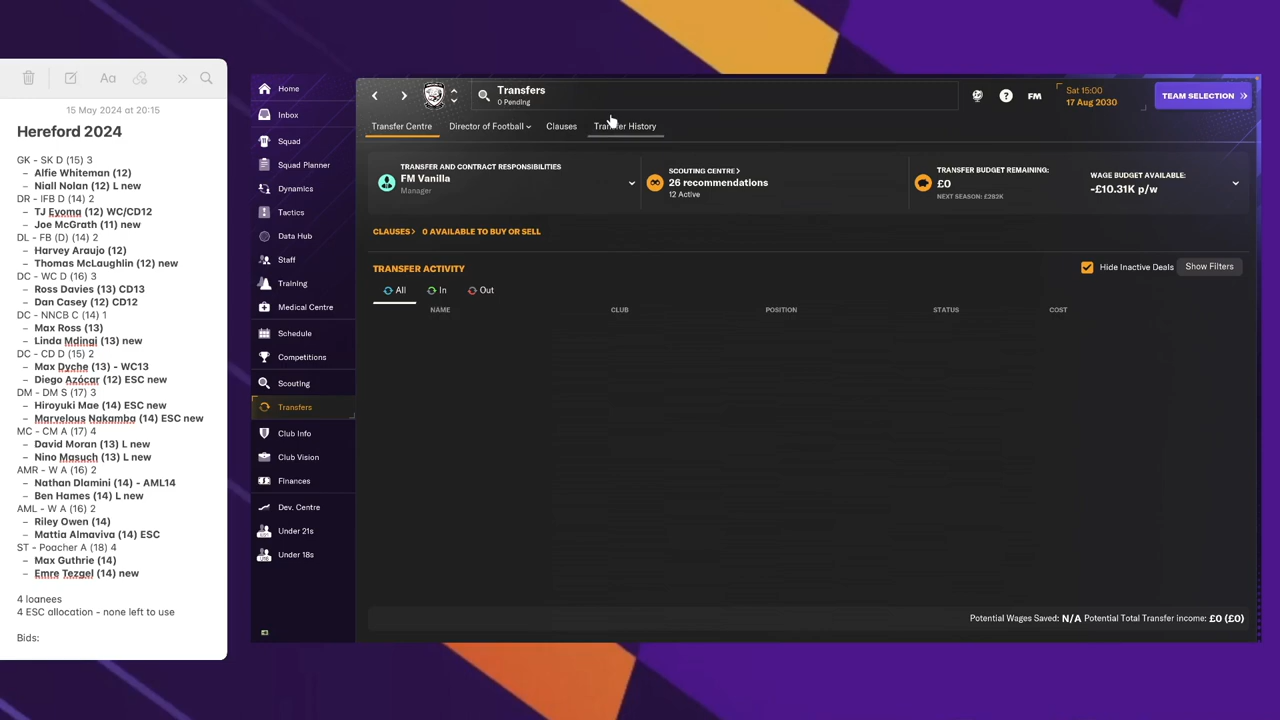 15 May 2024 at 20:15
Hereford 2024
GK - SK D (15) 3
– Alfie Whiteman (12)
– Niall Nolan (12) L new
DR - IFB D (14) 2
– TJ Eyoma (12) WC/CD12
– Joe McGrath (11) new
DL - FB (D) (14) 2
– Harvey Araujo (12)
– Thomas McLaughlin (12) new
DC - WC D (16) 3
– Ross Davies (13) CD13
– Dan Casey (12) CD12
DC - NNCB C (14) 1
– Max Ross (13)
– Linda Mdingi (13) new
DC - CD D (15) 2
– Max Dyche (13) - WC13
– Diego Azócar (12) ESC new
DM - DM S (17) 3
– Hiroyuki Mae (14) ESC new
– Marvelous Nakamba (14) ESC new
MC - CM A (17) 4
– David Moran (13) L new
– Nino Masuch (13) L new
AMR - W A (16) 2
– Nathan Dlamini (14) - AML14
– Ben Hames (14) L new
AML - W A (16) 2
– Riley Owen (14)
– Mattia Almaviva (14) ESC
ST - Poacher A (18) 4
– Max Guthrie (14)
– Emre Tezgel (14) new
4 loanees
4 ESC allocation - none left to use
Bids:
Aa
Home
Inbox
Squad
Squad Planner
Dynamics
Tactics
Data Hub
Staff
Training
Medical Centre
Schedule
Competitions
Scouting
Transfers
Club Info
Club Vision
Finances
Dev. Centre
Under 21s
Under 18s
Transfers
0 Pending
FM
Sat 15:00
17 Aug 2030
TEAM SELECTION
Transfer Centre Director of Football Clauses Transfer History
TRANSFER AND CONTRACT RESPONSIBILITIES
FM Vanilla
Manager
SCOUTING CENTRE >
26 recommendations
12 Active
TRANSFER BUDGET REMAINING:
£0
NEXT SEASON: £282K
WAGE BUDGET AVAILABLE:
-£10.31K p/w
CLAUSES > 0 AVAILABLE TO BUY OR SELL
TRANSFER ACTIVITY
Hide Inactive Deals Show Filters
All In Out
NAME CLUB POSITION STATUS COST
Potential Wages Saved: N/A Potential Total Transfer income: £0 (£0)